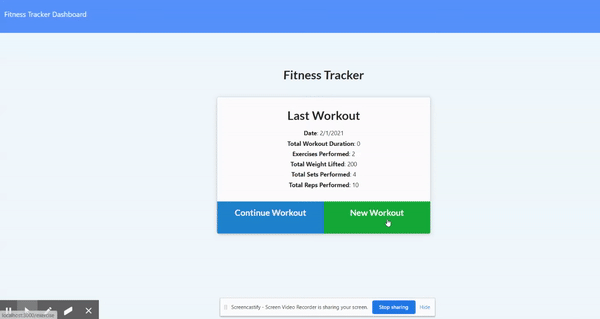 Fitness Tracker Dashboard
Fitness Tracker
Last Workout
Date: 2/1/2021
Total Workout Duration: 0
Exercises Performed: 2
Total Weight Lifted: 200
Total Sets Performed: 4
Total Reps Performed: 10
Continue Workout New Workout
Screencastify - Screen Video Recorder is sharing your screen. Stop sharing Hide
localhost:3000/exercise